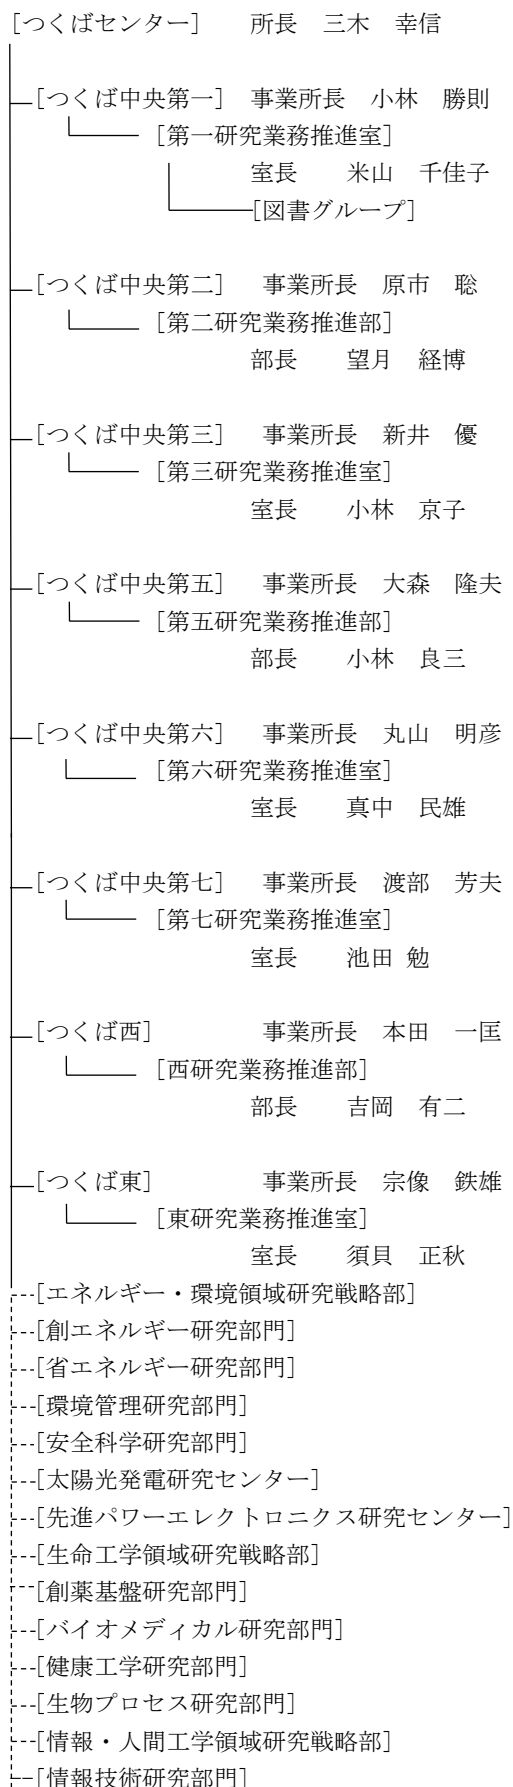 [つくばセンター]　所長　三木　幸信
[つくば中央第一]　事業所長　小林　勝則
[第一研究業務推進室]
室長　米山　千佳子
[図書グループ]
[つくば中央第二]　事業所長　原市　聡
[第二研究業務推進部]
部長　望月　経博
[つくば中央第三]　事業所長　新井　優
[第三研究業務推進室]
室長　小林　京子
[つくば中央第五]　事業所長　大森　隆夫
[第五研究業務推進部]
部長　小林　良三
[つくば中央第六]　事業所長　丸山　明彦
[第六研究業務推進室]
室長　真中　民雄
[つくば中央第七]　事業所長　渡部　芳夫
[第七研究業務推進室]
室長　池田 勉
[つくば西]　事業所長　本田　一匡
[西研究業務推進部]
部長　吉岡　有二
[つくば東]　事業所長　宗像　鉄雄
[東研究業務推進室]
室長　須貝　正秋
[エネルギー・環境領域研究戦略部]
[創エネルギー研究部門]
[省エネルギー研究部門]
[環境管理研究部門]
[安全科学研究部門]
[太陽光発電研究センター]
[先進パワーエレクトロニクス研究センター]
[生命工学領域研究戦略部]
[創薬基盤研究部門]
[バイオメディカル研究部門]
[健康工学研究部門]
[生物プロセス研究部門]
[情報・人間工学領域研究戦略部]
[情報技術研究部門]